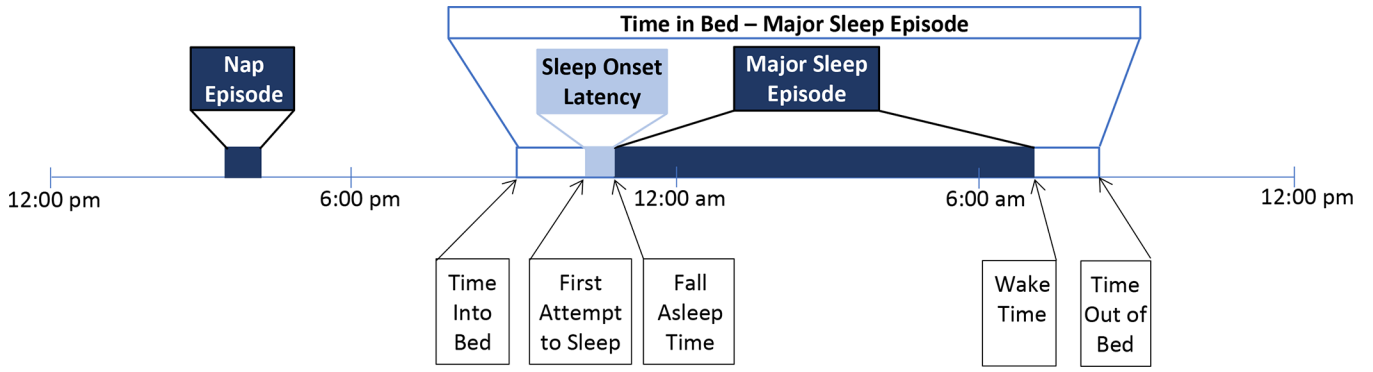 Time in Bed – Major Sleep Episode
Nap
Episode
Sleep Onset
Latency
Major Sleep
Episode
12:00 pm
6:00 pm
12:00 am
6:00 am
12:00 pm
Time
Into
Bed
First
Attempt
to Sleep
Fall
Asleep
Time
Wake
Time
Time
Out of
Bed